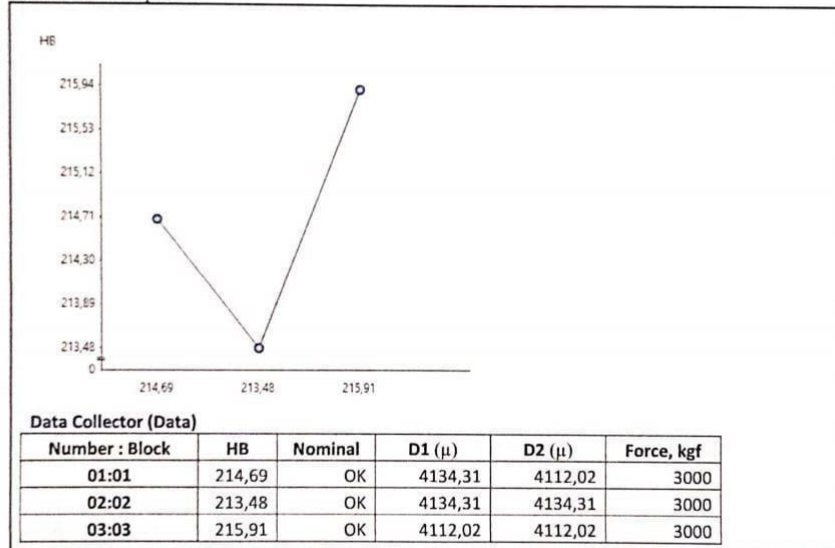 HB
215,94
215,53
215,12
214,71
214,30
213,89
213,48
0
214,69 213,48 215,91
Data Collector (Data)
Number : Block HB Nominal D1 (μ) D2 (μ) Force, kgf
01:01 214,69 OK 4134,31 4112,02 3000
02:02 213,48 OK 4134,31 4134,31 3000
03:03 215,91 OK 4112,02 4112,02 3000